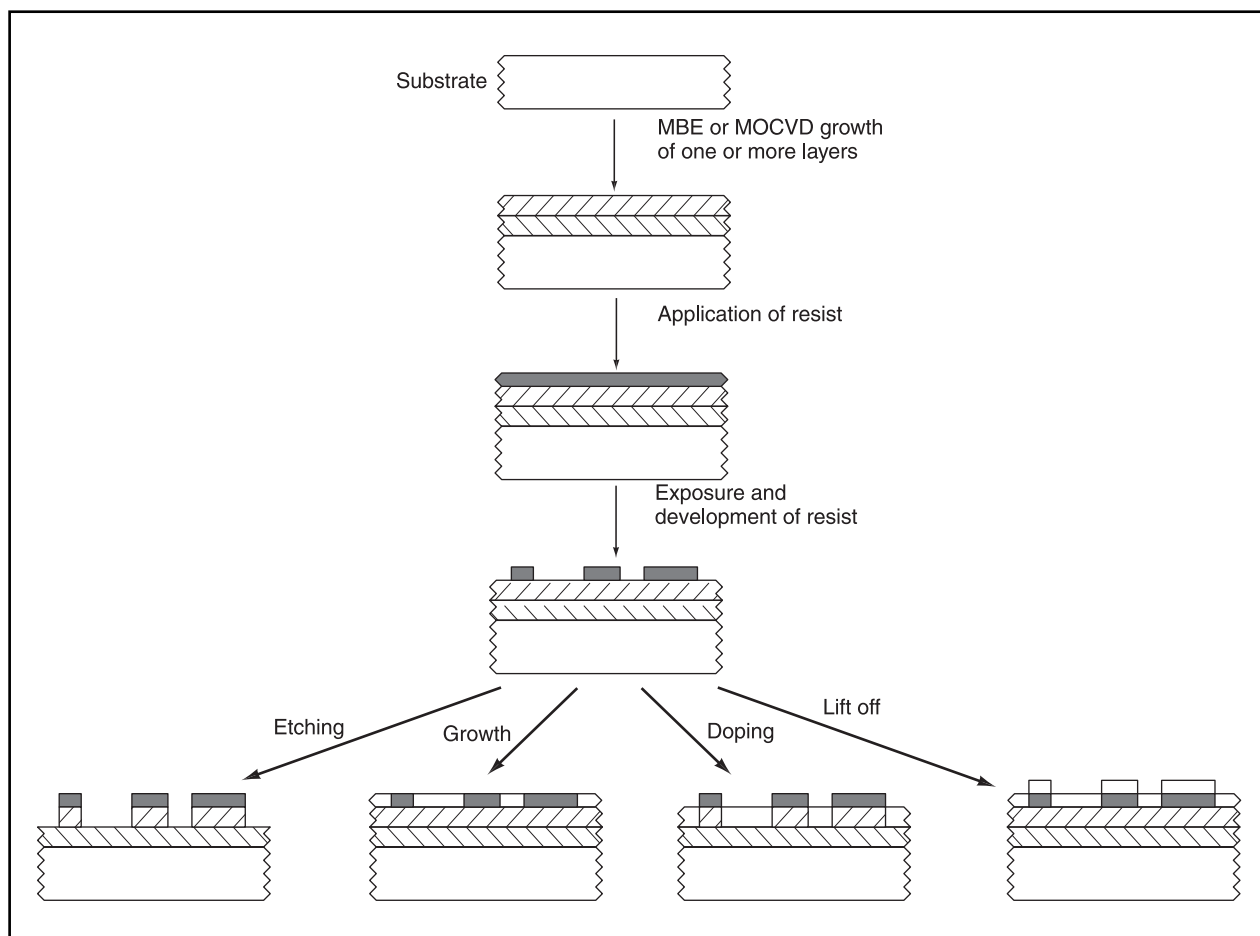 Substrate
MBE or MOCVD growth
of one or more layers
Application of resist
Exposure and
development of resist
Etching
Growth
Doping
Lift off